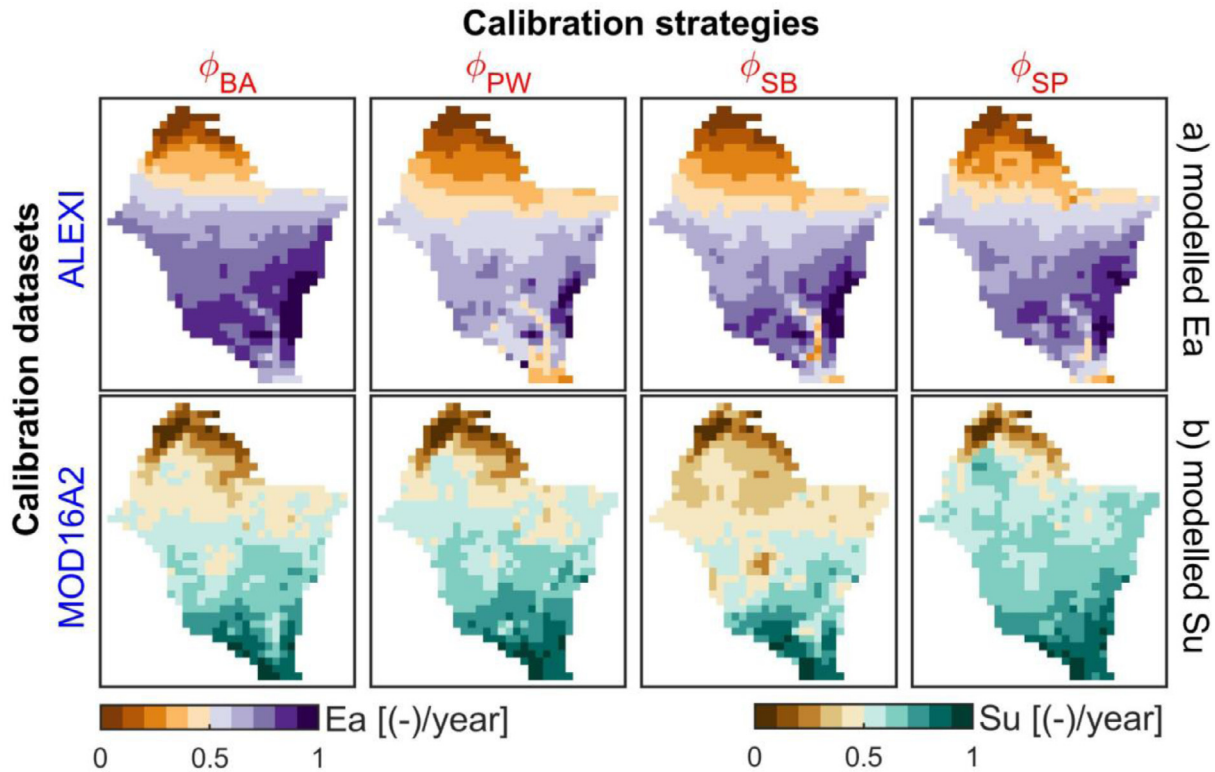 Calibration strategies
ϕBA ϕPW ϕSB ϕSP
Calibration datasets
ALEXI
a) modelled Ea
MOD16A2
b) modelled Su
Ea [(-)/year]
0 0.5 1
Su [(-)/year]
0 0.5 1